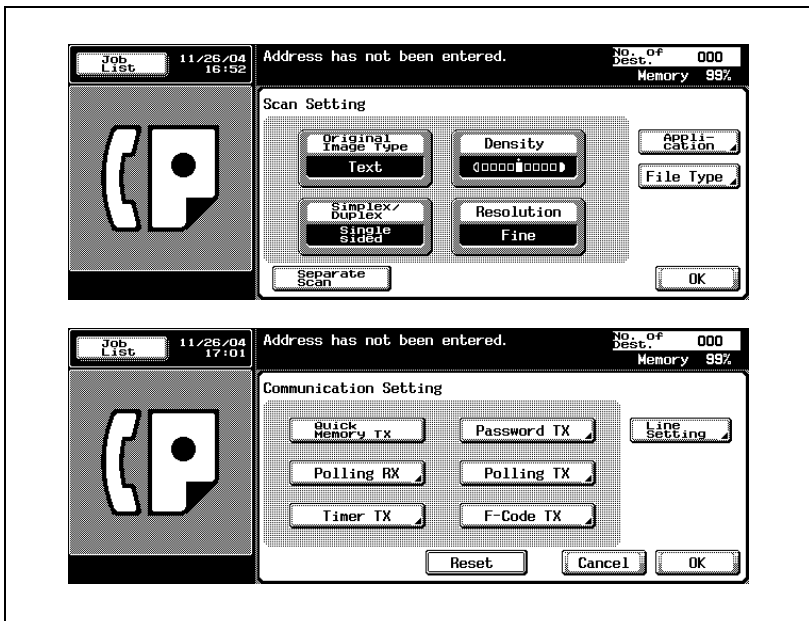 Job List
11/26/04
16:52
Address has not been entered.
No. of Dest.
000
Memory 99%
Scan Setting
Original Image Type
Text
Density
Simplex/ Duplex
Single sided
Resolution
Fine
Appli- cation
File Type
Separate Scan
OK
Job List
11/26/04
17:01
Address has not been entered.
No. of Dest.
000
Memory 99%
Communication Setting
Quick Memory TX
Password TX
Line Setting
Polling RX
Polling TX
Timer TX
F-Code TX
Reset
Cancel
OK